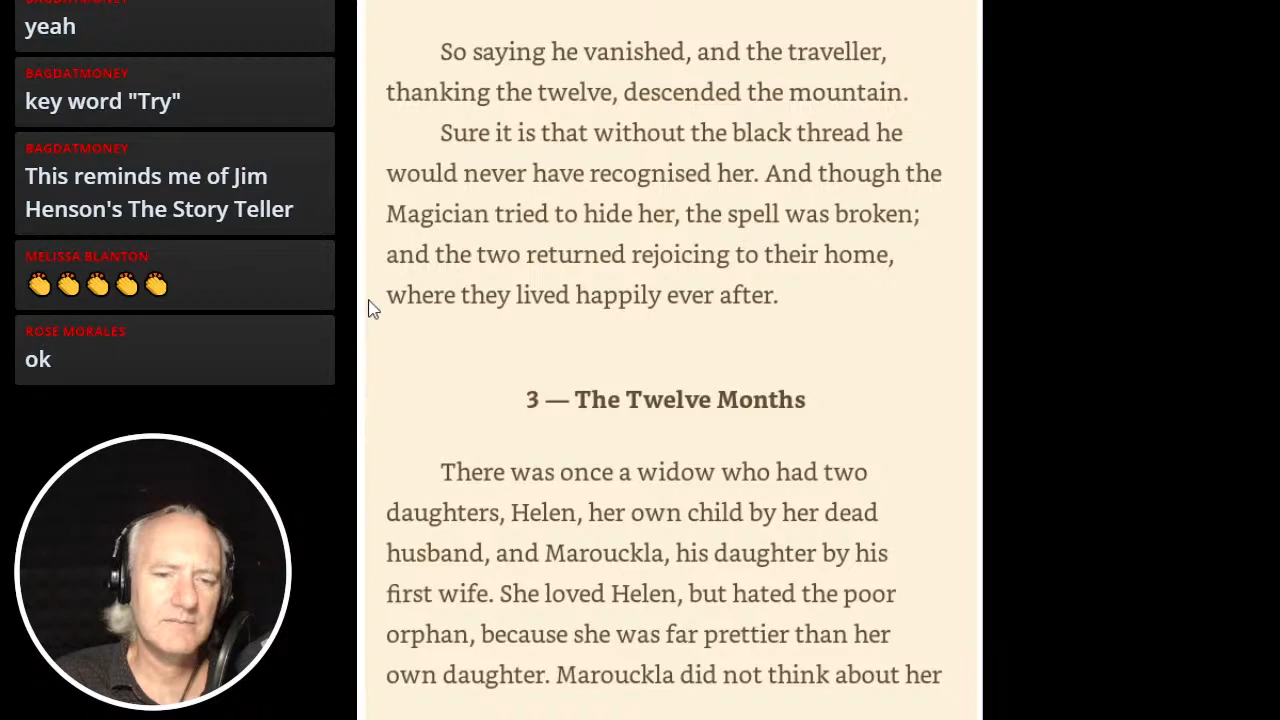 yeah
BAGDATMONEY
key word "Try"
BAGDATMONEY
This reminds me of Jim
Henson's The Story Teller
MELISSA BLANTON
👏👏👏👏👏
ROSE MORALES
ok
So saying he vanished, and the traveller,
thanking the twelve, descended the mountain.
Sure it is that without the black thread he
would never have recognised her. And though the
Magician tried to hide her, the spell was broken;
and the two returned rejoicing to their home,
where they lived happily ever after.
3 — The Twelve Months
There was once a widow who had two
daughters, Helen, her own child by her dead
husband, and Marouckla, his daughter by his
first wife. She loved Helen, but hated the poor
orphan, because she was far prettier than her
own daughter. Marouckla did not think about her